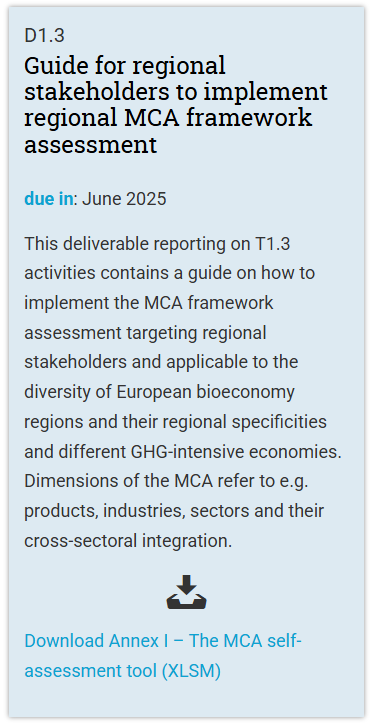 D1.3
Guide for regional
stakeholders to implement
regional MCA framework
assessment
due in: June 2025
This deliverable reporting on T1.3
activities contains a guide on how to
implement the MCA framework
assessment targeting regional
stakeholders and applicable to the
diversity of European bioeconomy
regions and their regional specificities
and different GHG-intensive economies.
Dimensions of the MCA refer to e.g.
products, industries, sectors and their
cross-sectoral integration.
Download Annex I – The MCA self-
assessment tool (XLSM)